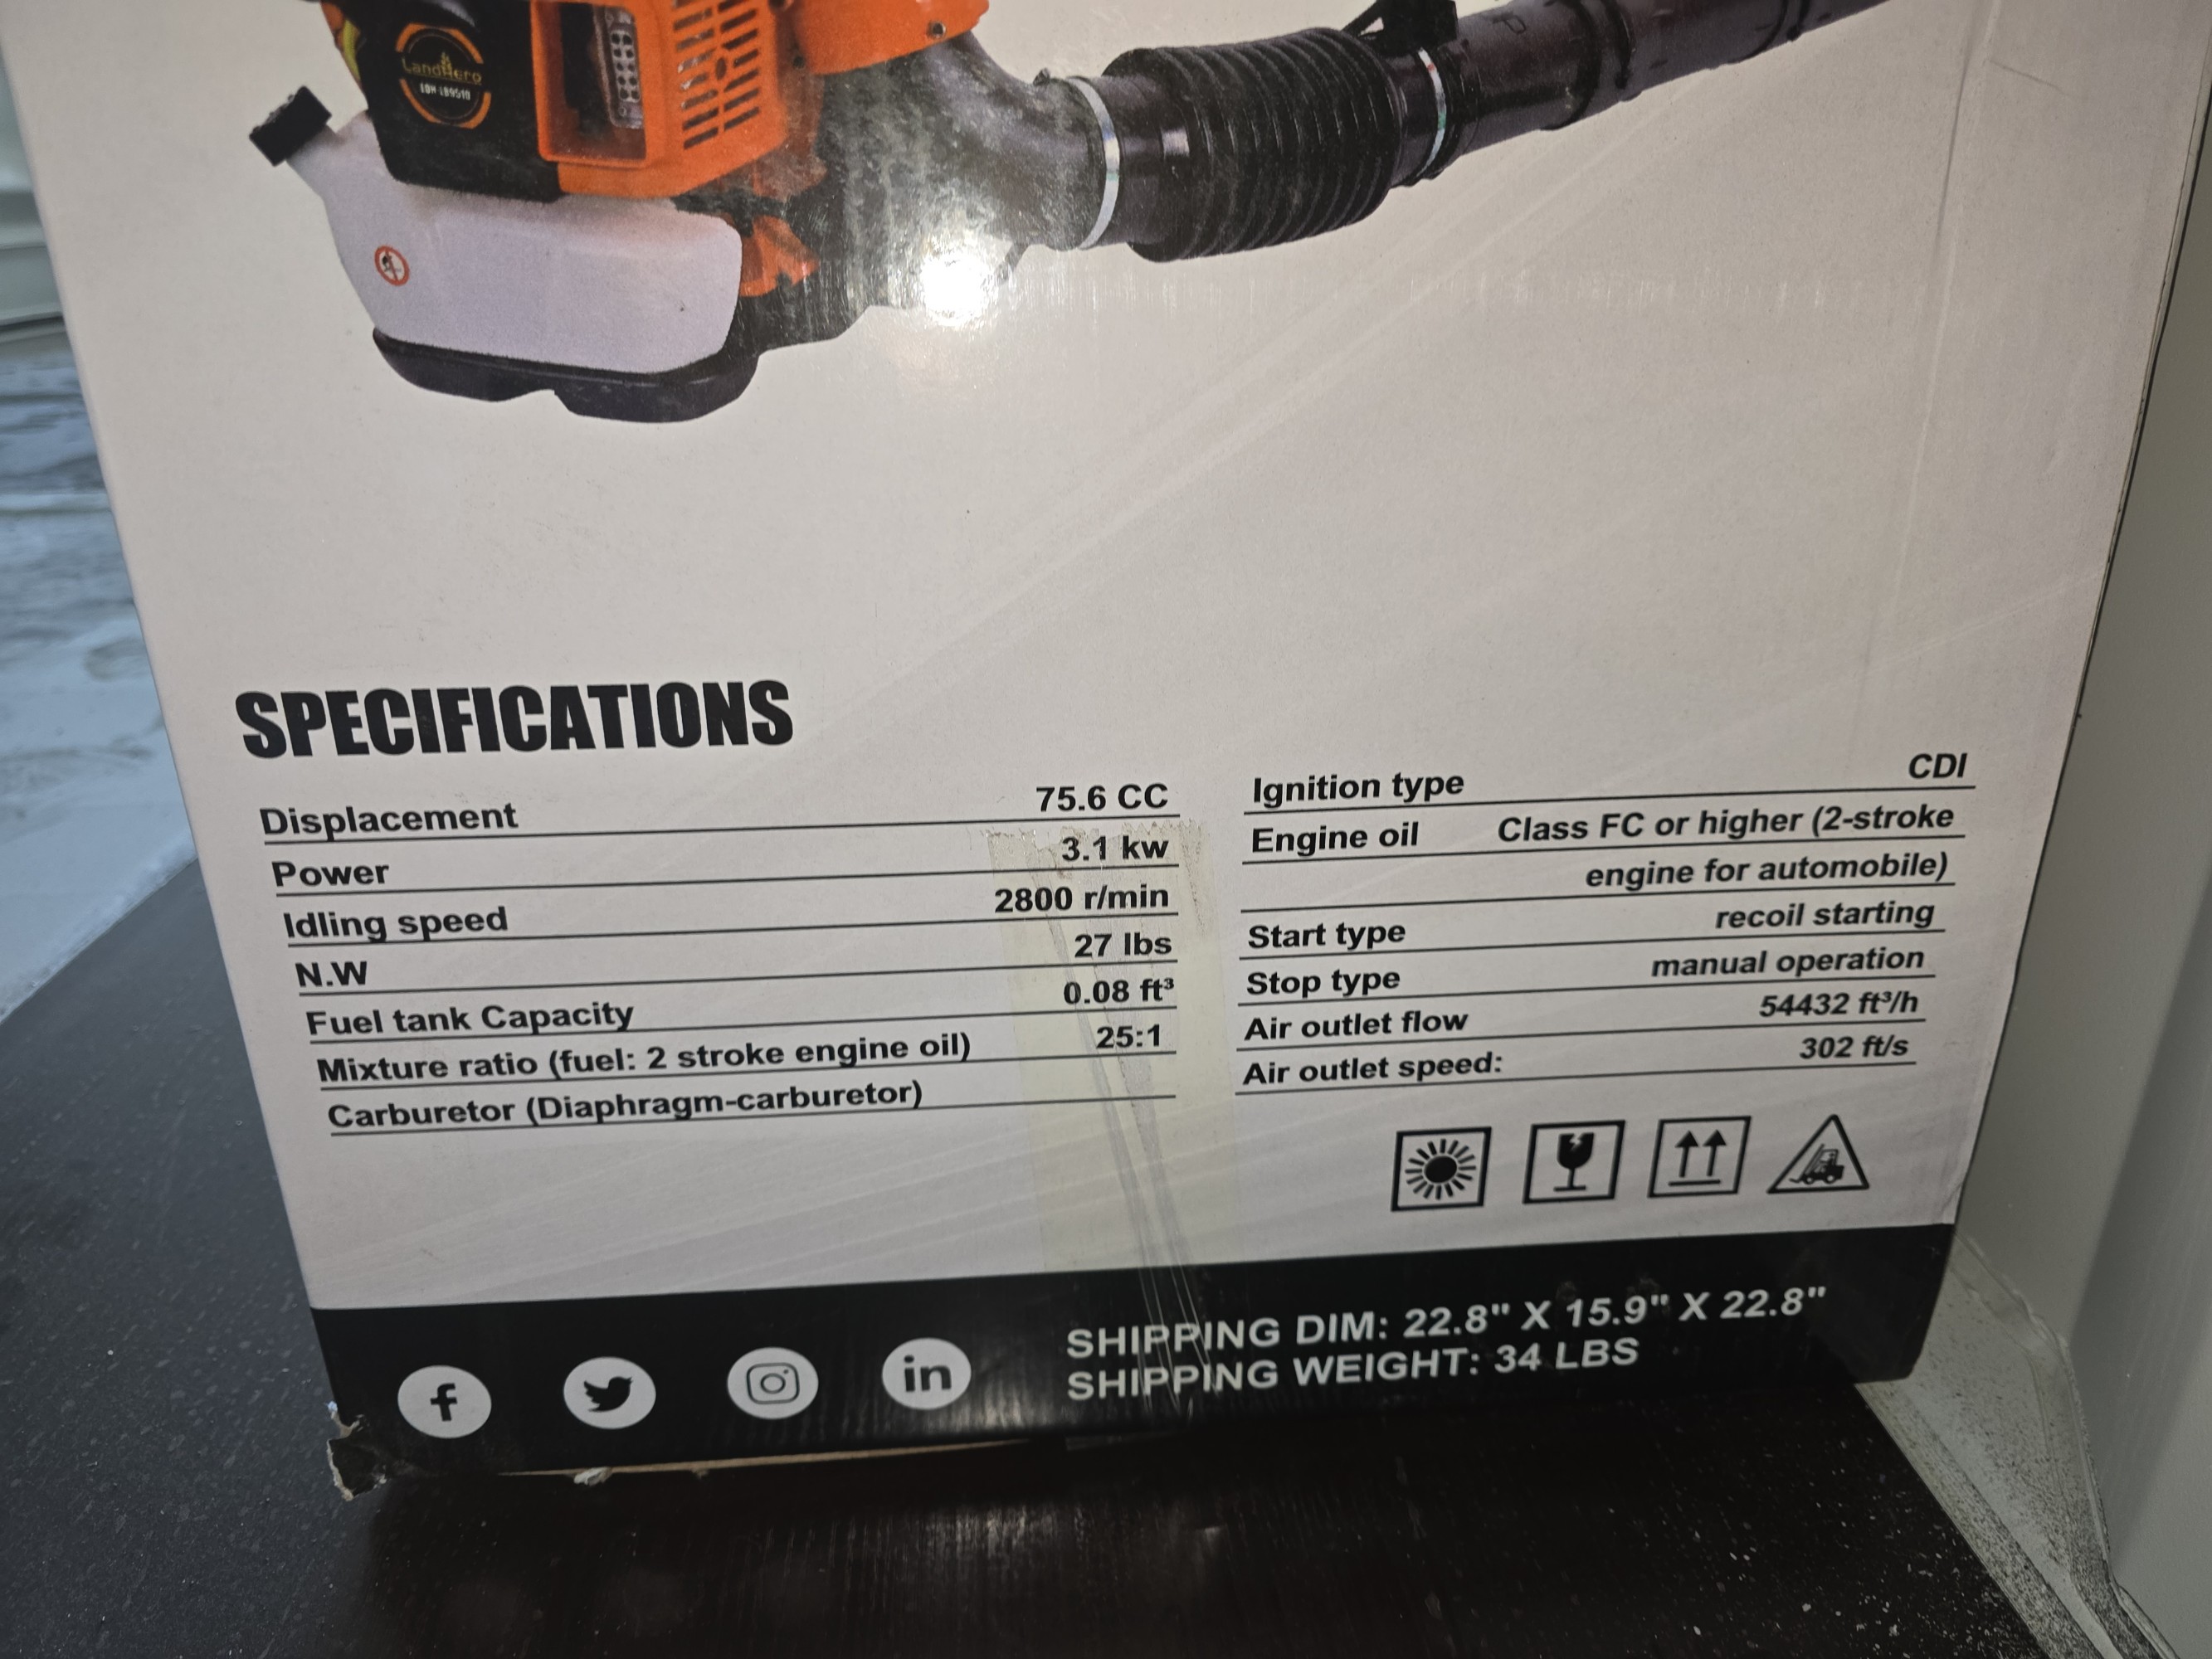 LandHero
SPECIFICATIONS
Displacement 75.6 CC
Power 3.1 kw
Idling speed 2800 r/min
N.W 27 lbs
Fuel tank Capacity 0.08 ft³
Mixture ratio (fuel: 2 stroke engine oil) 25:1
Carburetor (Diaphragm-carburetor)
Ignition type CDI
Engine oil Class FC or higher (2-stroke
engine for automobile)
Start type recoil starting
Stop type manual operation
Air outlet flow 54432 ft³/h
Air outlet speed: 302 ft/s
f
in
SHIPPING DIM: 22.8" X 15.9" X 22.8"
SHIPPING WEIGHT: 34 LBS